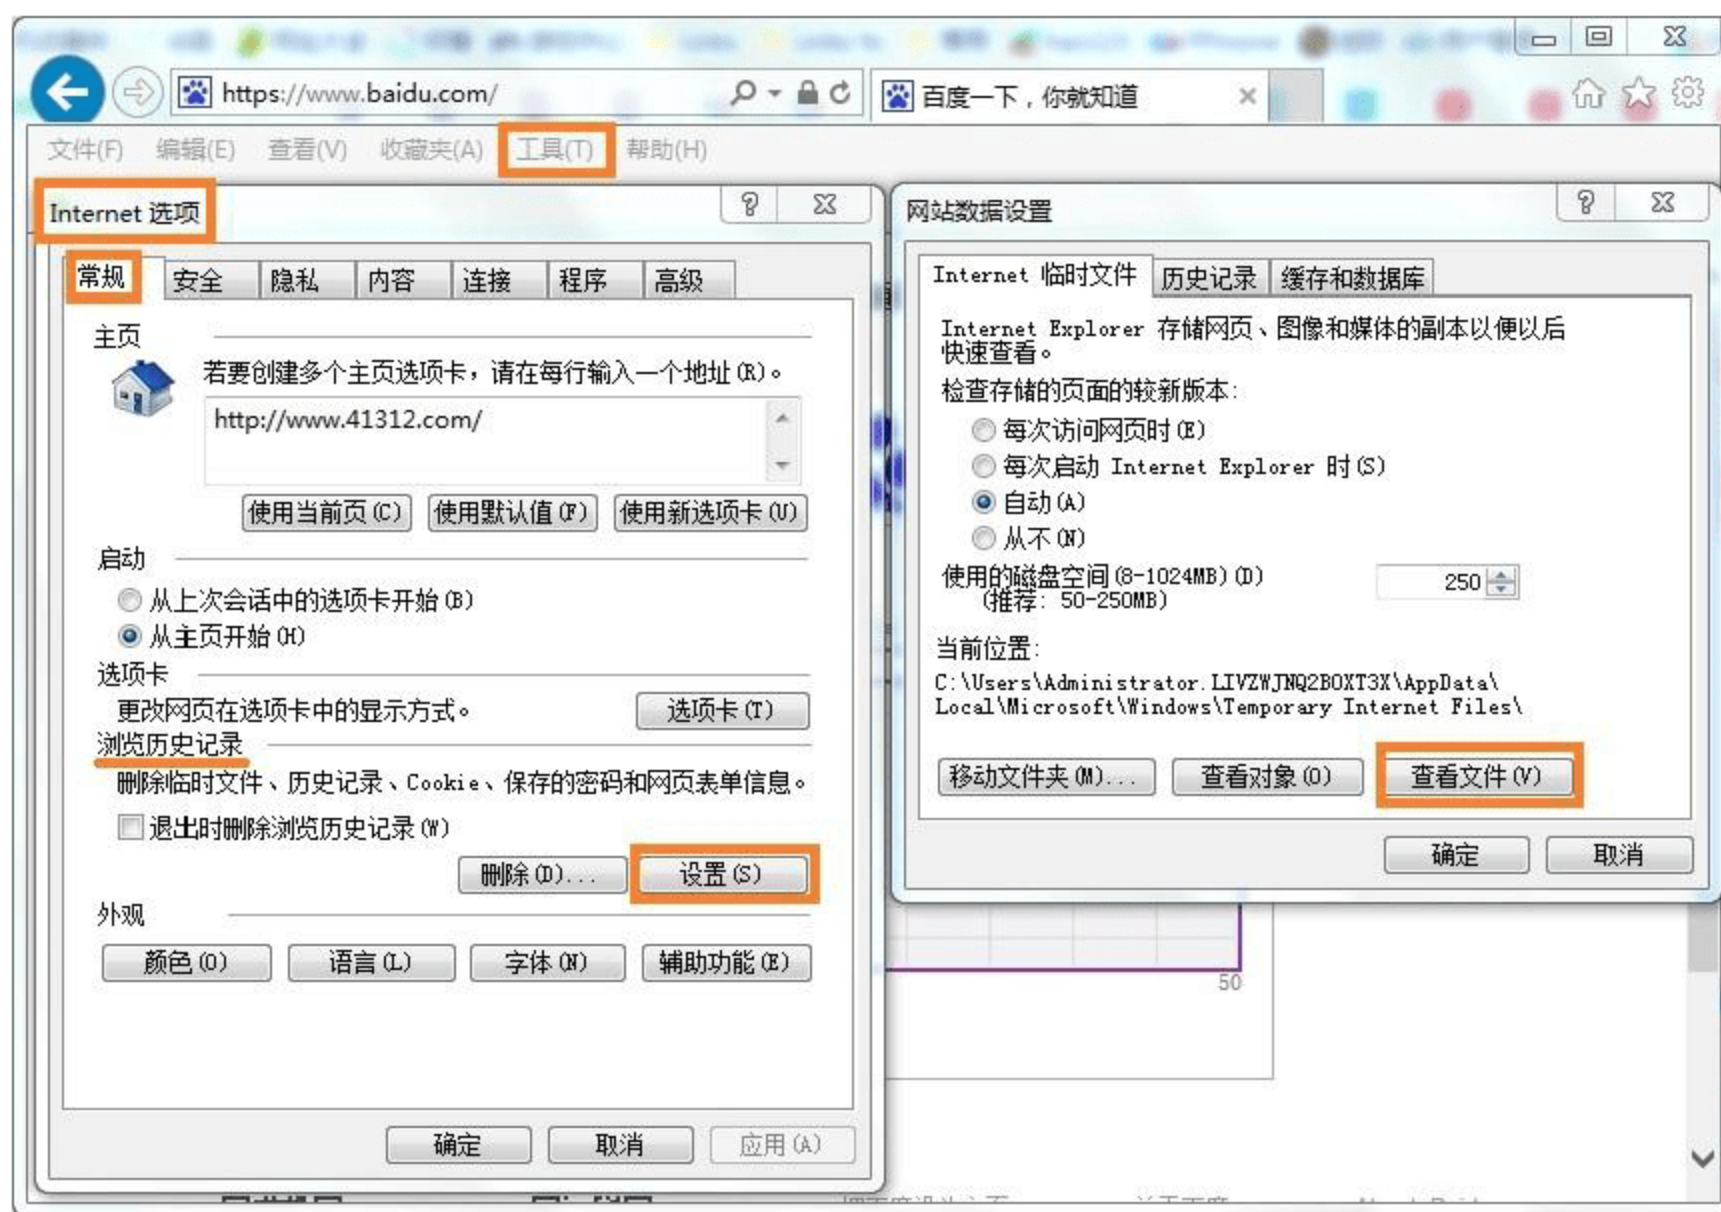 https://www.baidu.com/
百度一下，你就知道
文件(F) 编辑(E) 查看(V) 收藏夹(A) 工具(T) 帮助(H)
Internet 选项
常规 安全 隐私 内容 连接 程序 高级
主页
若要创建多个主页选项卡，请在每行输入一个地址(R)。
http://www.41312.com/
使用当前页(C) 使用默认值(F) 使用新选项卡(U)
启动
从上次会话中的选项卡开始(B)
从主页开始(H)
选项卡
更改网页在选项卡中的显示方式。 选项卡(T)
浏览历史记录
删除临时文件、历史记录、Cookie、保存的密码和网页表单信息。
退出时删除浏览历史记录(W)
删除(D)... 设置(S)
外观
颜色(O) 语言(L) 字体(N) 辅助功能(E)
确定 取消 应用(A)
网站数据设置
Internet 临时文件 历史记录 缓存和数据库
Internet Explorer 存储网页、图像和媒体的副本以便以后
快速查看。
检查存储的页面的较新版本:
每次访问网页时(E)
每次启动 Internet Explorer 时(S)
自动(A)
从不(N)
使用的磁盘空间(8-1024MB)(D) 250
(推荐: 50-250MB)
当前位置:
C:\Users\Administrator.LIVZWJNQ2BOXT3X\AppData\
Local\Microsoft\Windows\Temporary Internet Files\
移动文件夹(M)... 查看对象(O) 查看文件(V)
确定 取消
50